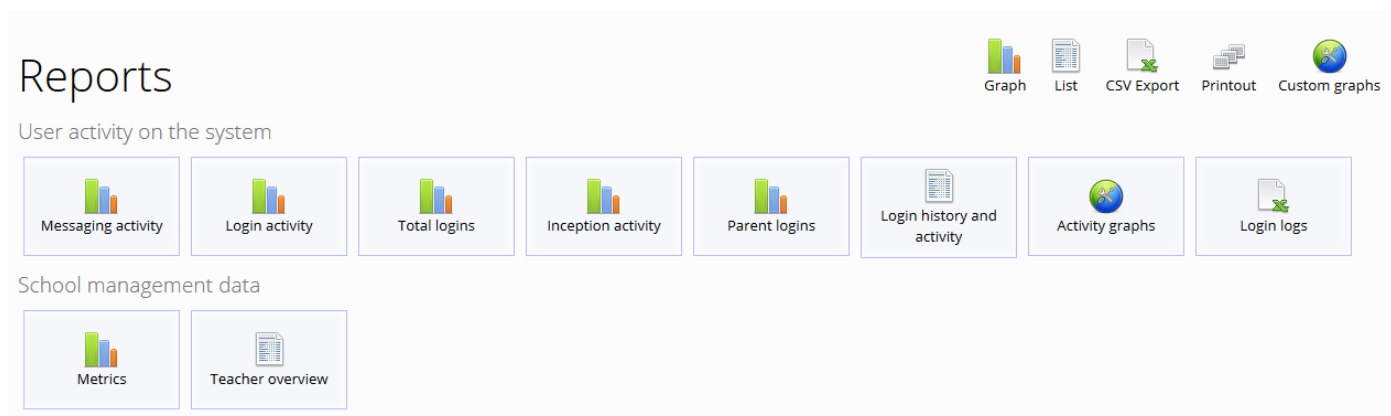 Reports
Graph
List
CSV Export
Printout
Custom graphs
User activity on the system
Messaging activity
Login activity
Total logins
Inception activity
Parent logins
Login history and
activity
Activity graphs
Login logs
School management data
Metrics
Teacher overview